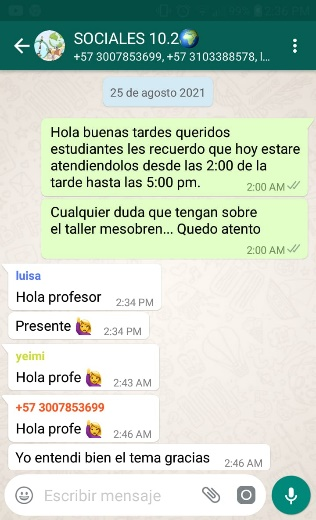 SOCIALES 10.2🌍
+57 3007853699, +57 3103388578, l...
25 de agosto 2021
Hola buenas tardes queridos
estudiantes les recuerdo que hoy estare
atendiendolos desde las 2:00 de la
tarde hasta las 5:00 pm.
2:00 AM
Cualquier duda que tengan sobre
el taller mesobren... Quedo atento
2:00 AM
luisa
Hola profesor
2:34 PM
Presente 🙋‍♀️
2:34 PM
yeimi
Hola profe 🙋‍♀️
2:43 AM
+57 3007853699
Hola profe 🙋‍♀️
2:46 AM
Yo entendi bien el tema gracias
2:46 AM
Escribir mensaje